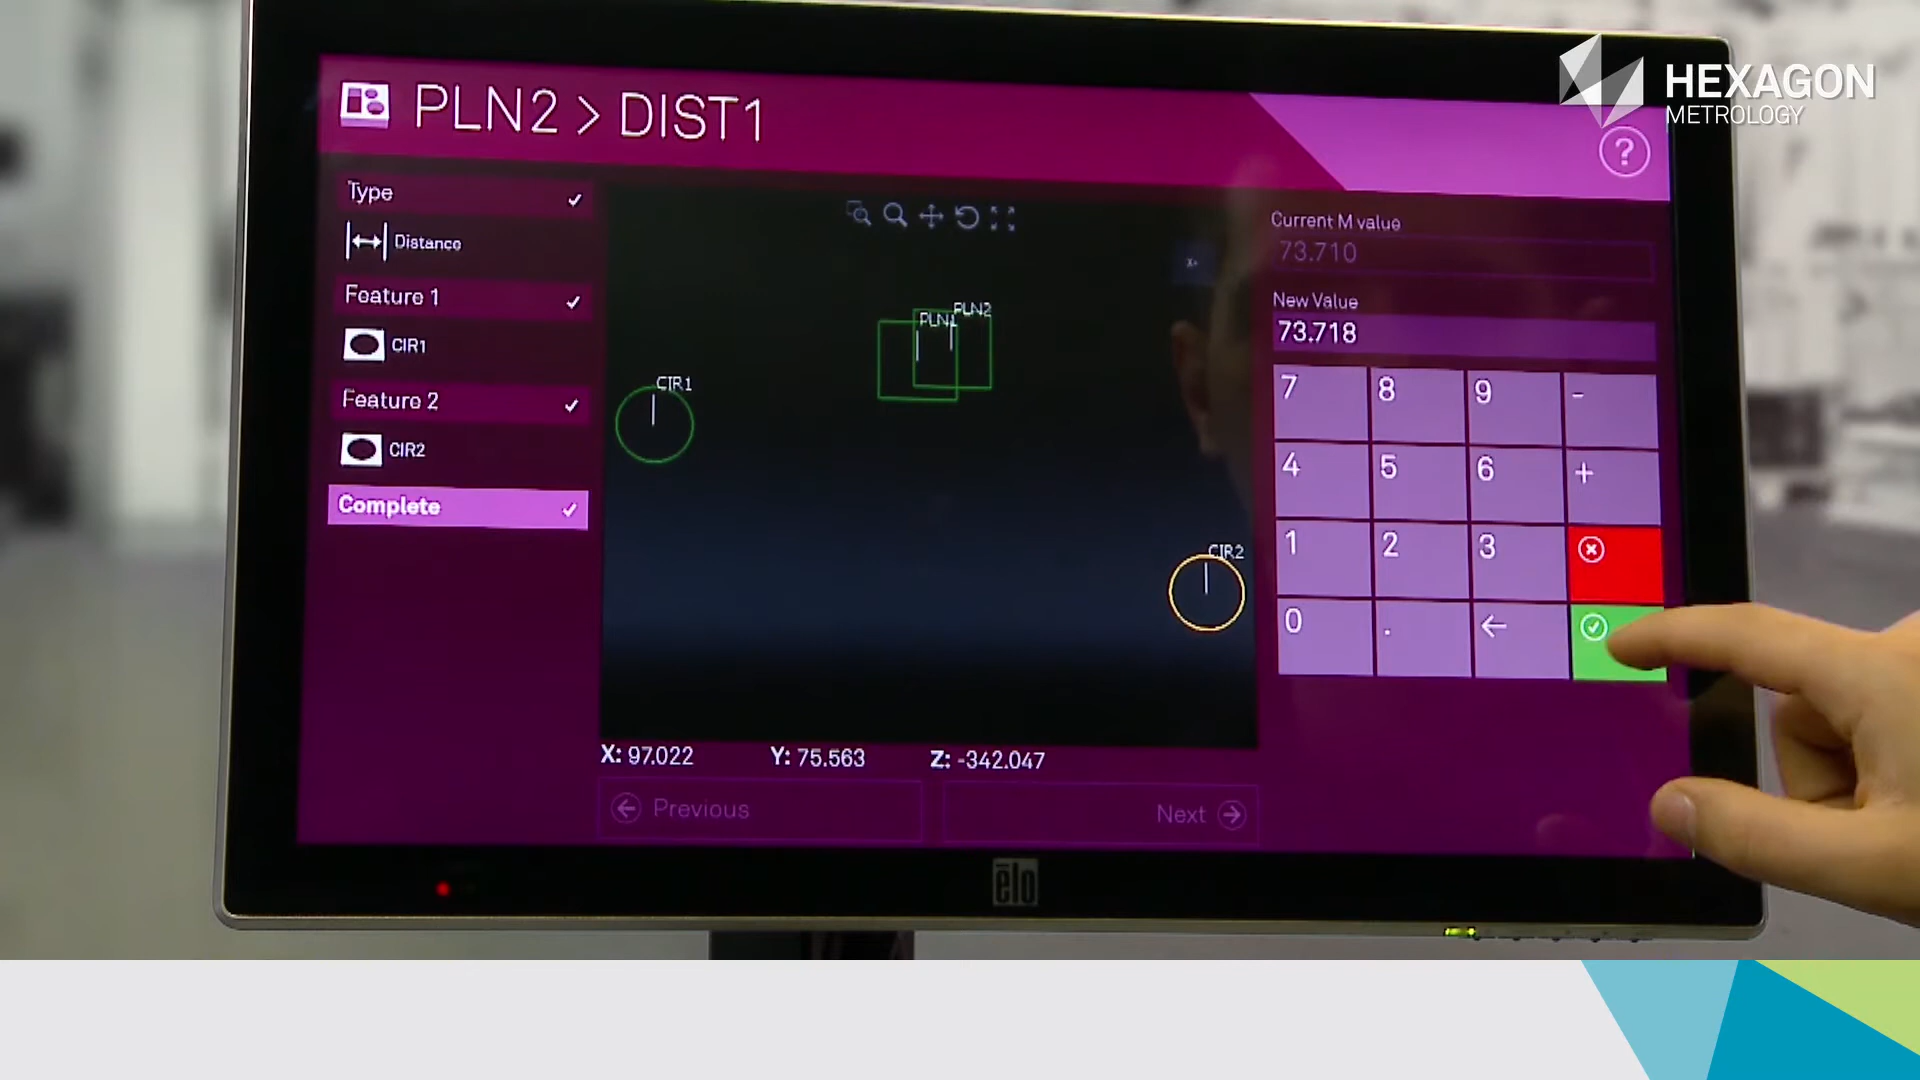 HEXAGON
METROLOGY
PLN2 > DIST1
?
Type
Distance
Feature 1
CIR1
Feature 2
CIR2
Complete
PLN1
PLN2
CIR1
CIR2
X: 97.022 Y: 75.563 Z: -342.047
Previous
Next
Current M value
73.710
New Value
73.718
7 8 9 -
4 5 6 +
1 2 3
0 .
elo